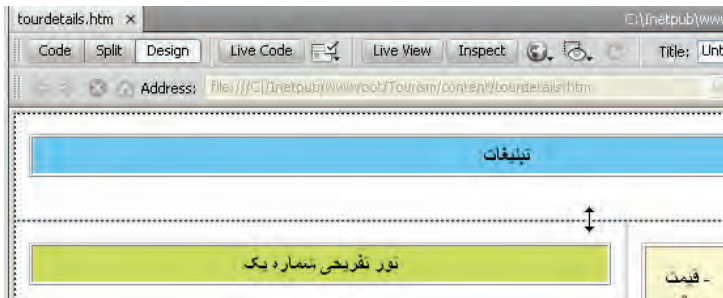 tourdetails.htm × C:\Inetpub\www
Code Split Design Live Code Live View Inspect Title: Unt
Address: file:///C|/Inetpub/wwwroot/Tourism/content/tourdetails.htm
تبلیغات
تور تفریحی شماره یک
- قیمت